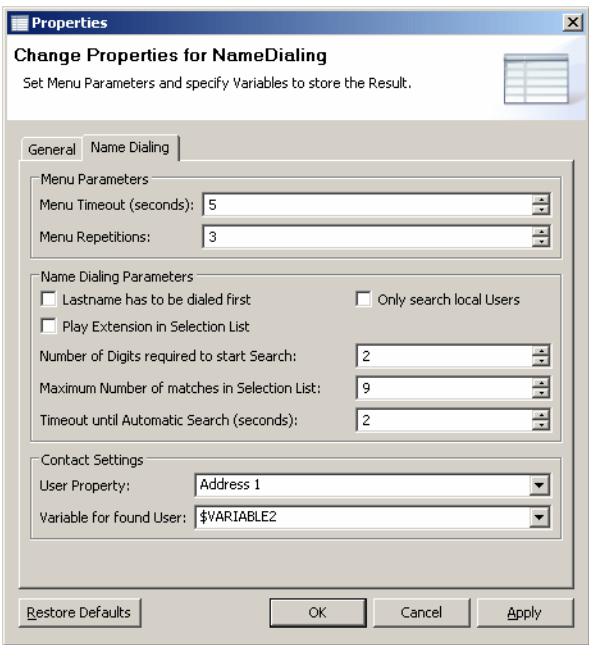 Properties
Change Properties for NameDialing
Set Menu Parameters and specify Variables to store the Result.
General Name Dialing
Menu Parameters
Menu Timeout (seconds): 5
Menu Repetitions: 3
Name Dialing Parameters
Lastname has to be dialed first Only search local Users
Play Extension in Selection List
Number of Digits required to start Search: 2
Maximum Number of matches in Selection List: 9
Timeout until Automatic Search (seconds): 2
Contact Settings
User Property: Address 1
Variable for found User: $VARIABLE2
Restore Defaults OK Cancel Apply